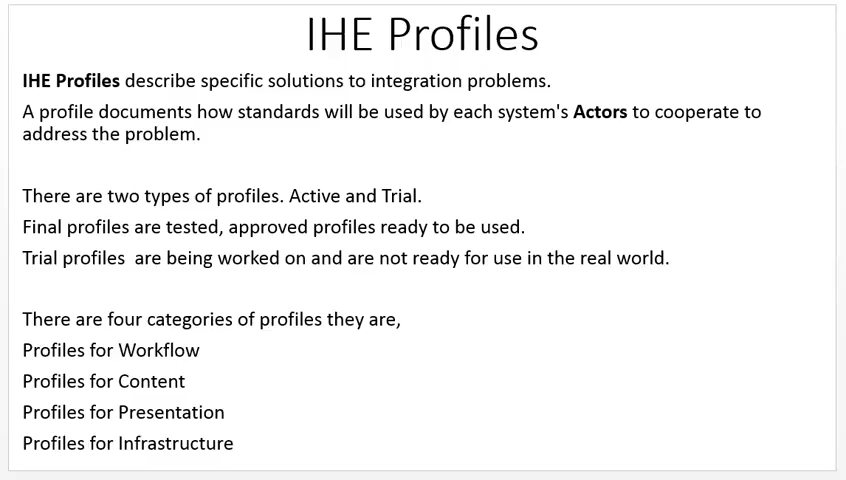 IHE Profiles
IHE Profiles describe specific solutions to integration problems.
A profile documents how standards will be used by each system's Actors to cooperate to
address the problem.
There are two types of profiles. Active and Trial.
Final profiles are tested, approved profiles ready to be used.
Trial profiles  are being worked on and are not ready for use in the real world.
There are four categories of profiles they are,
Profiles for Workflow
Profiles for Content
Profiles for Presentation
Profiles for Infrastructure